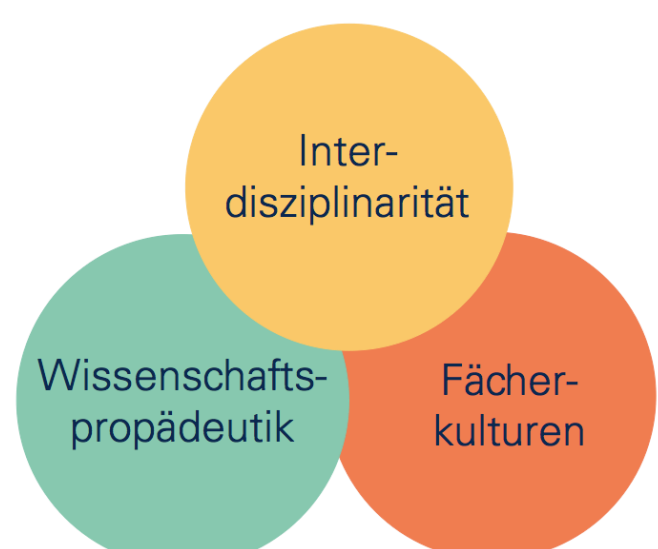 Inter-
disziplinarität
Wissenschafts-
propädeutik
Fächer-
kulturen